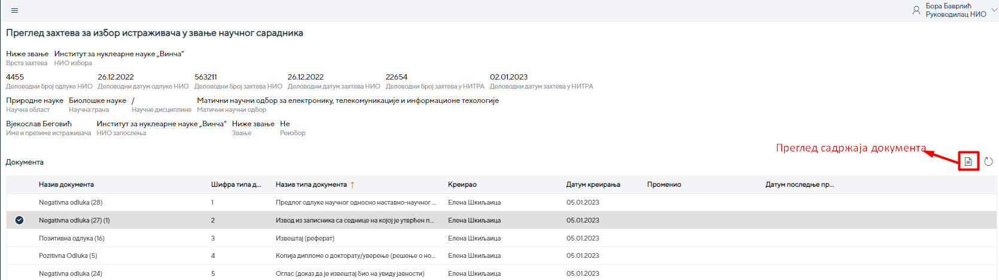 Бора Баврлић
Руководилац НИО
Преглед захтева за избор истраживача у звање научног сарадника
Ниже звање Институт за нуклеарне науке „Винча“
Врста захтева НИО избора
4455 26.12.2022 563211 26.12.2022 22654 02.01.2023
Деловодни број одлуке НИО Деловодни датум одлуке НИО Деловодни број захтева НИО Деловодни датум захтева НИО Деловодни број захтева у НИТРА Деловодни датум захтева у НИТРА
Природне науке Биолошке науке / Матични научни одбор за електронику, телекомуникације и информационе техологије
Научна област Научна грана Научне дисциплине Матични научни одбор
Вјекослав Беговић Институт за нуклеарне науке „Винча“ Ниже звање Не
Име и презиме истраживача НИО запослења Звање Реизбор
Преглед садржаја документа
Документа
Назив документа Шифра типа д... Назив типа документа ↑ Креирао Датум креирања Променио Датум последње пр...
Negativna odluka (28) 1 Предлог одлуке научног односно наставно-научног ... Елена Шкиљаица 05.01.2023
Negativna odluka (27) (1) 2 Извод из записника са седнице на којој је утврђен п... Елена Шкиљаица 05.01.2023
Позитивна одлука (16) 3 Извештај (реферат) Елена Шкиљаица 05.01.2023
Pozitivna Odluka (5) 4 Копија дипломе о докторату/уверење (решење о но... Елена Шкиљаица 05.01.2023
Negativna odluka (24) 5 Оглас (доказ да је извештај био на увиду јавности) Елена Шкиљаица 05.01.2023